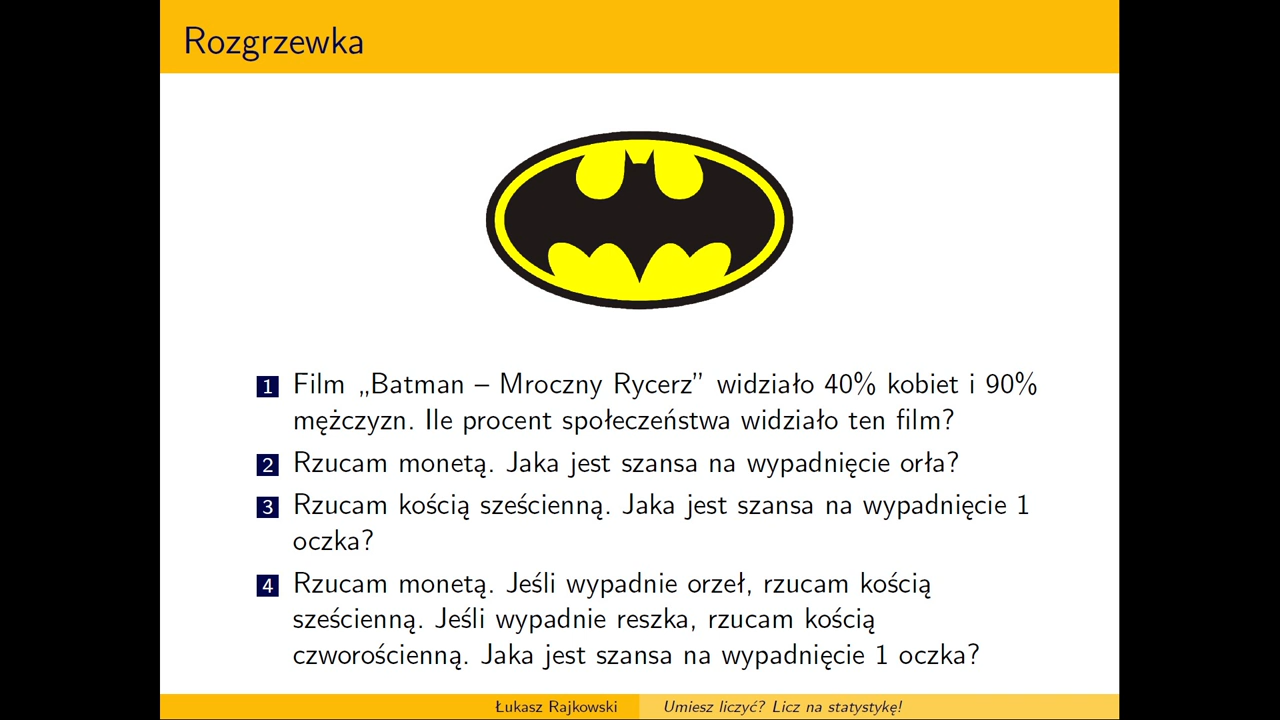 Rozgrzewka
1 Film „Batman – Mroczny Rycerz” widziało 40% kobiet i 90%
mężczyzn. Ile procent społeczeństwa widziało ten film?
2 Rzucam monetą. Jaka jest szansa na wypadnięcie orła?
3 Rzucam kością sześcienną. Jaka jest szansa na wypadnięcie 1
oczka?
4 Rzucam monetą. Jeśli wypadnie orzeł, rzucam kością
sześcienną. Jeśli wypadnie reszka, rzucam kością
czworościenną. Jaka jest szansa na wypadnięcie 1 oczka?
Łukasz Rajkowski Umiesz liczyć? Licz na statystykę!